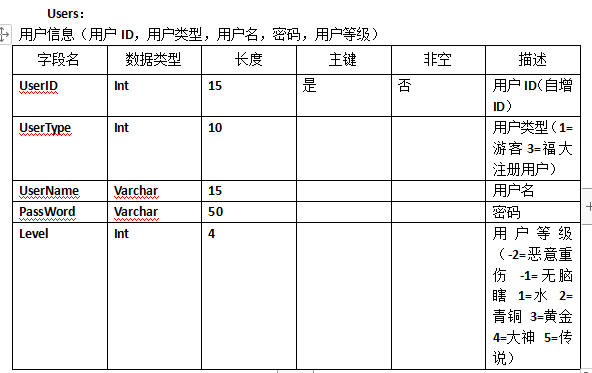 Users：
用户信息（用户 ID，用户类型，用户名，密码，用户等级）
字段名 数据类型 长度 主键 非空 描述
UserID Int 15 是 否 用户 ID（自增
ID）
UserType Int 10 用户类型（1=
游客 3=福大
注册用户）
UserName Varchar 15 用户名
PassWord Varchar 50 密码
Level Int 4 用户等级
（-2=恶意重
伤 -1=无脑
瞎 1=水 2=
青铜 3=黄金
4=大神 5=传
说）